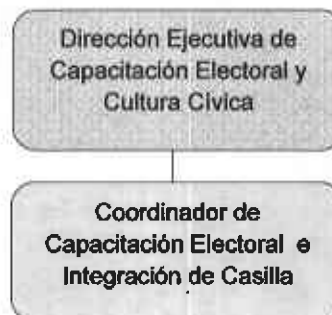 Dirección Ejecutiva de
Capacitación Electoral y
Cultura Cívica
Coordinador de
Capacitación Electoral e
Integración de Casilla